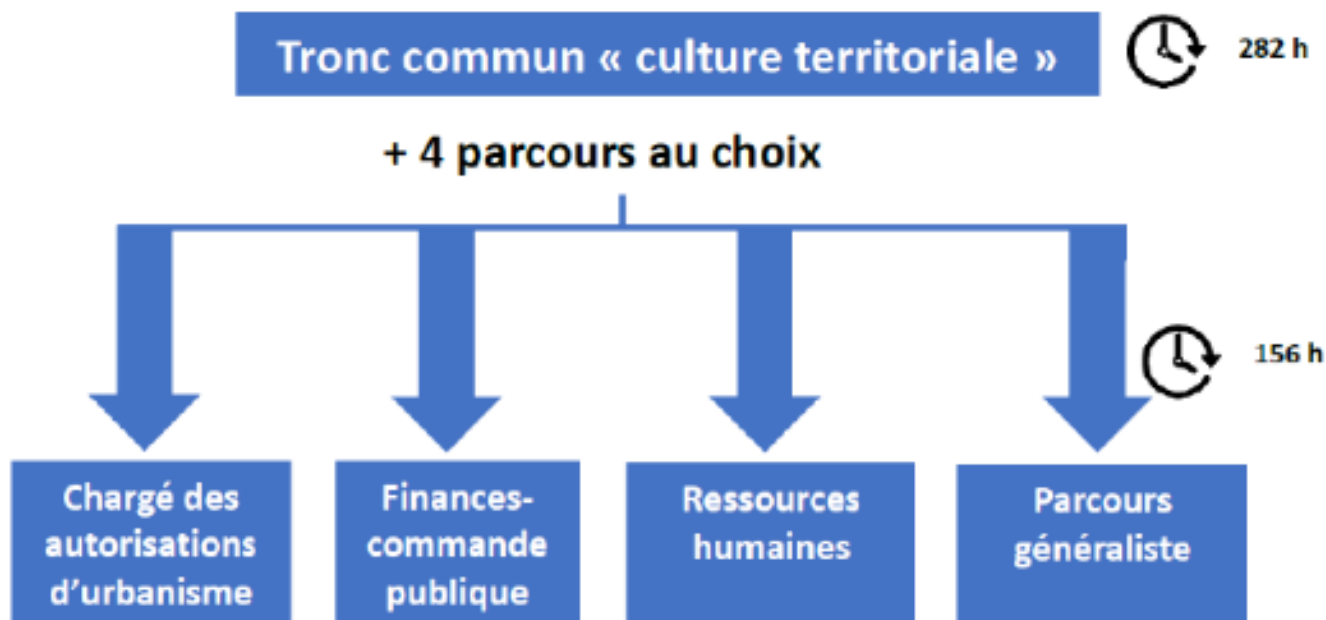 Tronc commun « culture territoriale »
282 h
+ 4 parcours au choix
156 h
Chargé des
autorisations
d'urbanisme
Finances-
commande
publique
Ressources
humaines
Parcours
généraliste